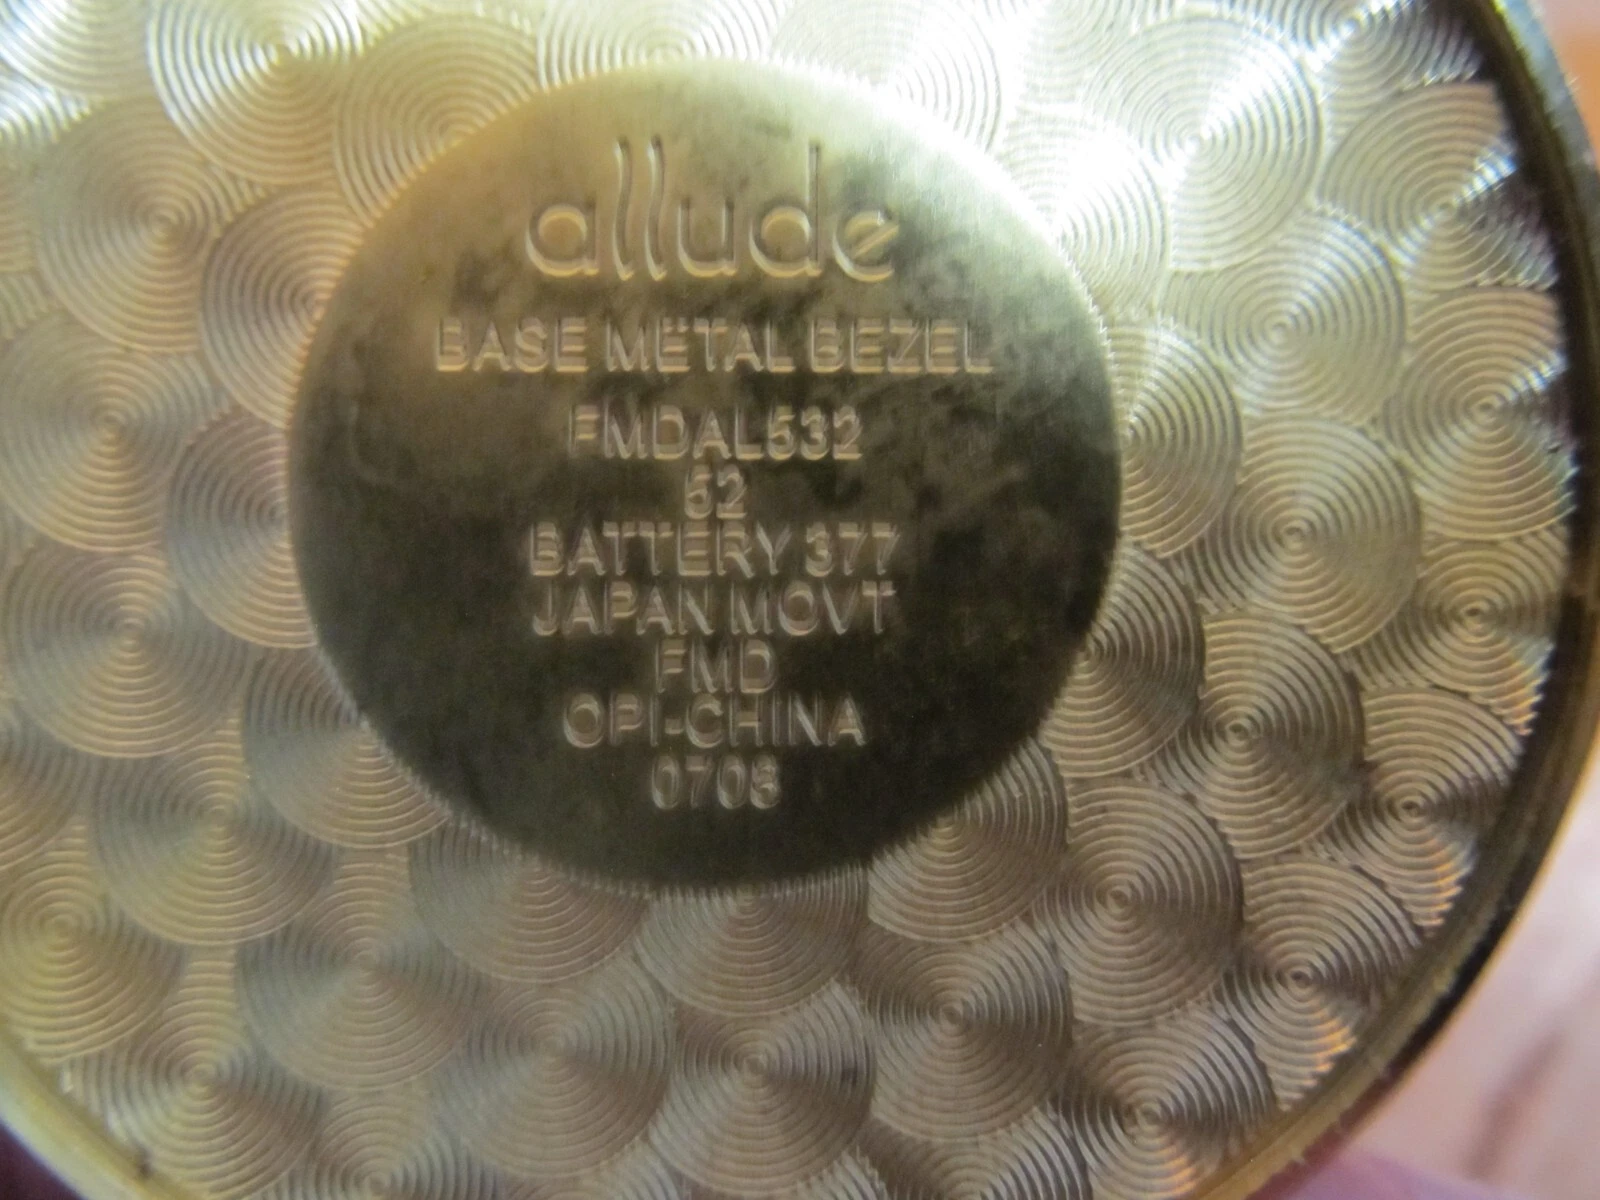 allude
BASE METAL BEZEL
FMDAL532
62
BATTERY 377
JAPAN MOVT
FMD
OPI-CHINA
0708